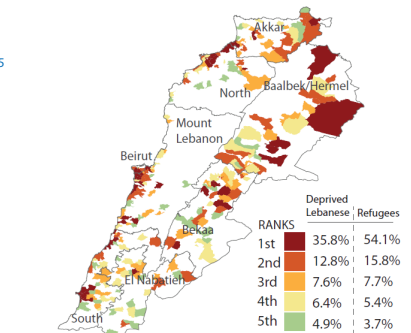 Akkar
5
North
Baalbek/Hermel
Mount
Lebanon
Beirut
Bekaa
El Nabatieh
South
Deprived
Lebanese
Refugees
RANKS
1st 35.8% 54.1%
2nd 12.8% 15.8%
3rd 7.6% 7.7%
4th 6.4% 5.4%
5th 4.9% 3.7%